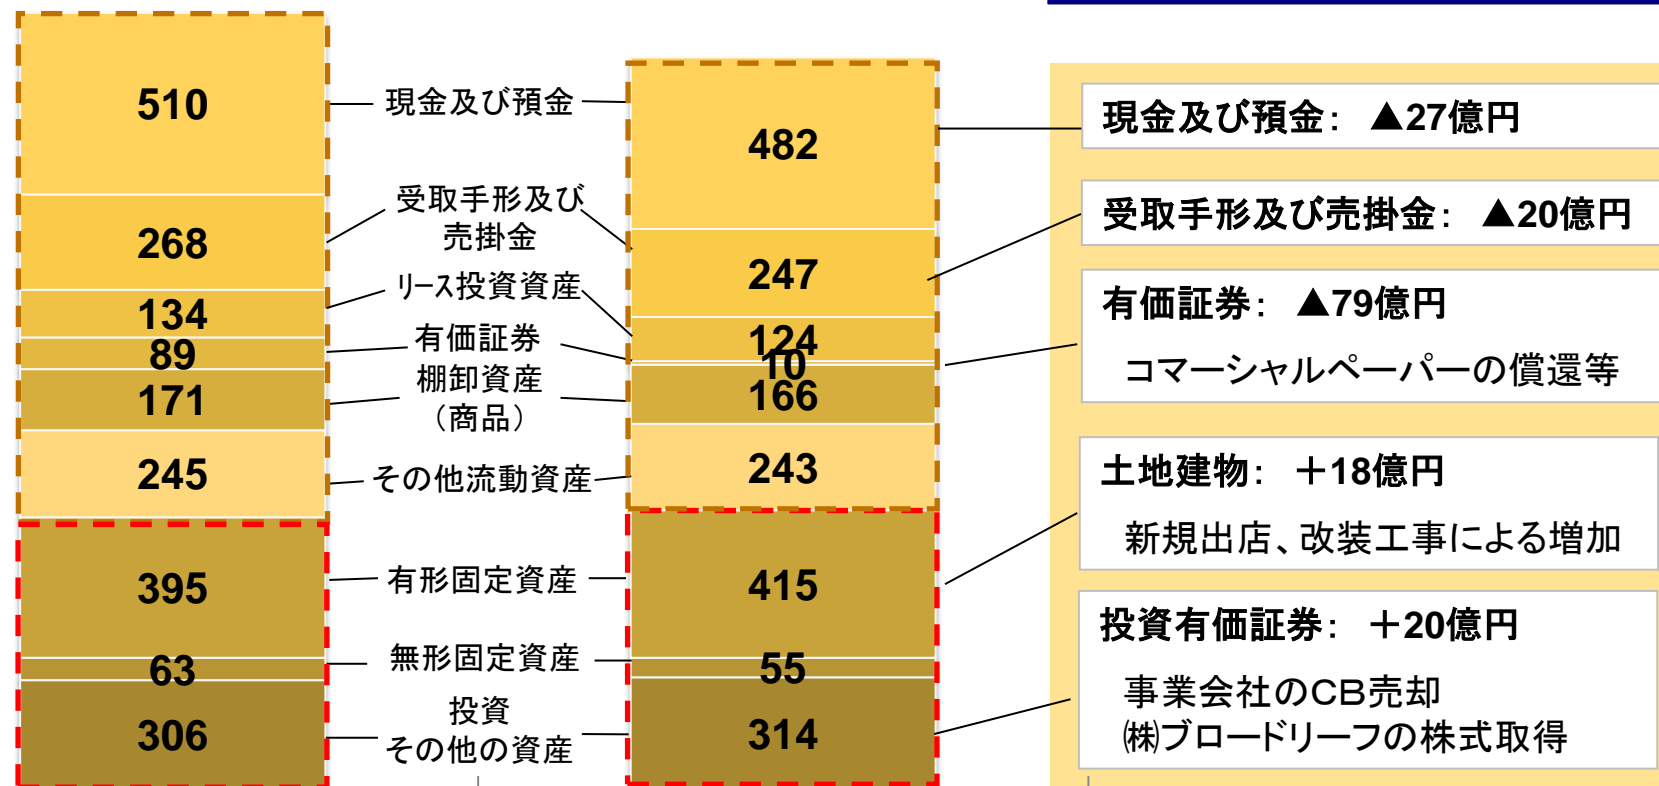 510
268
134
89
171
245
395
63
306
現金及び預金
受取手形及び
売掛金
リース投資資産
有価証券
棚卸資産
（商品）
その他流動資産
有形固定資産
無形固定資産
投資
その他の資産
482
247
124
10
166
243
415
55
314
現金及び預金： ▲27億円
受取手形及び売掛金： ▲20億円
有価証券： ▲79億円
コマーシャルペーパーの償還等
土地建物： ＋18億円
新規出店、改装工事による増加
投資有価証券： ＋20億円
事業会社のＣＢ売却
㈱ブロードリーフの株式取得